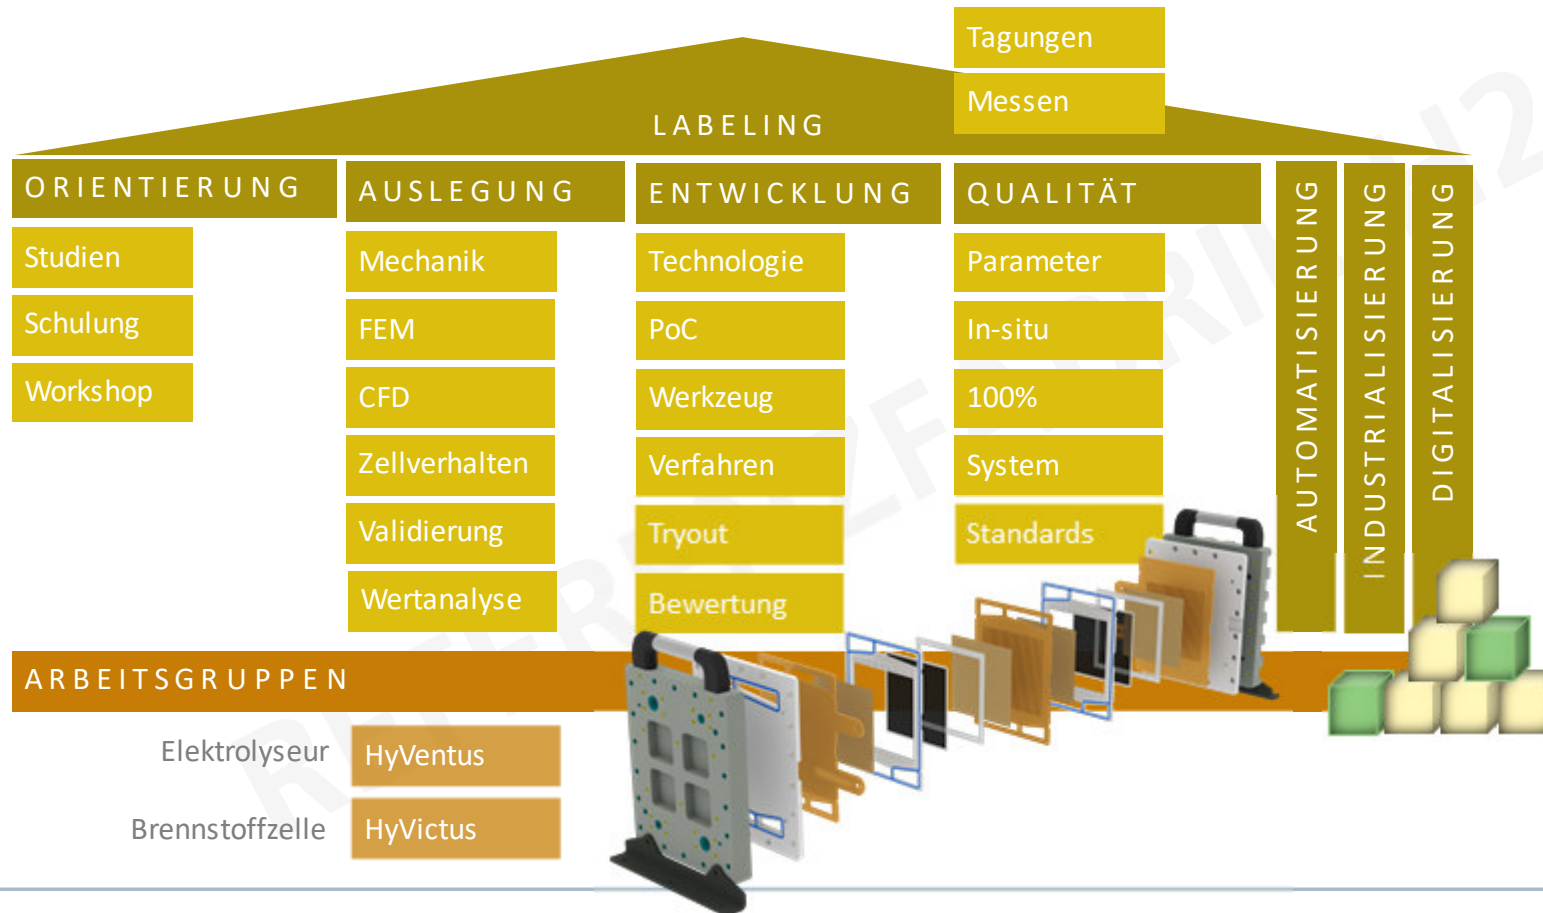 Tagungen
Messen
LABELING
ORIENTIERUNG
Studien
Schulung
Workshop
AUSLEGUNG
Mechanik
FEM
CFD
Zellverhalten
Validierung
Wertanalyse
ENTWICKLUNG
Technologie
PoC
Werkzeug
Verfahren
Tryout
Bewertung
QUALITÄT
Parameter
In-situ
100%
System
Standards
AUTOMATISIERUNG
INDUSTRIALISIERUNG
DIGITALISIERUNG
ARBEITSGRUPPEN
Elektrolyseur
HyVentus
Brennstoffzelle
HyVictus